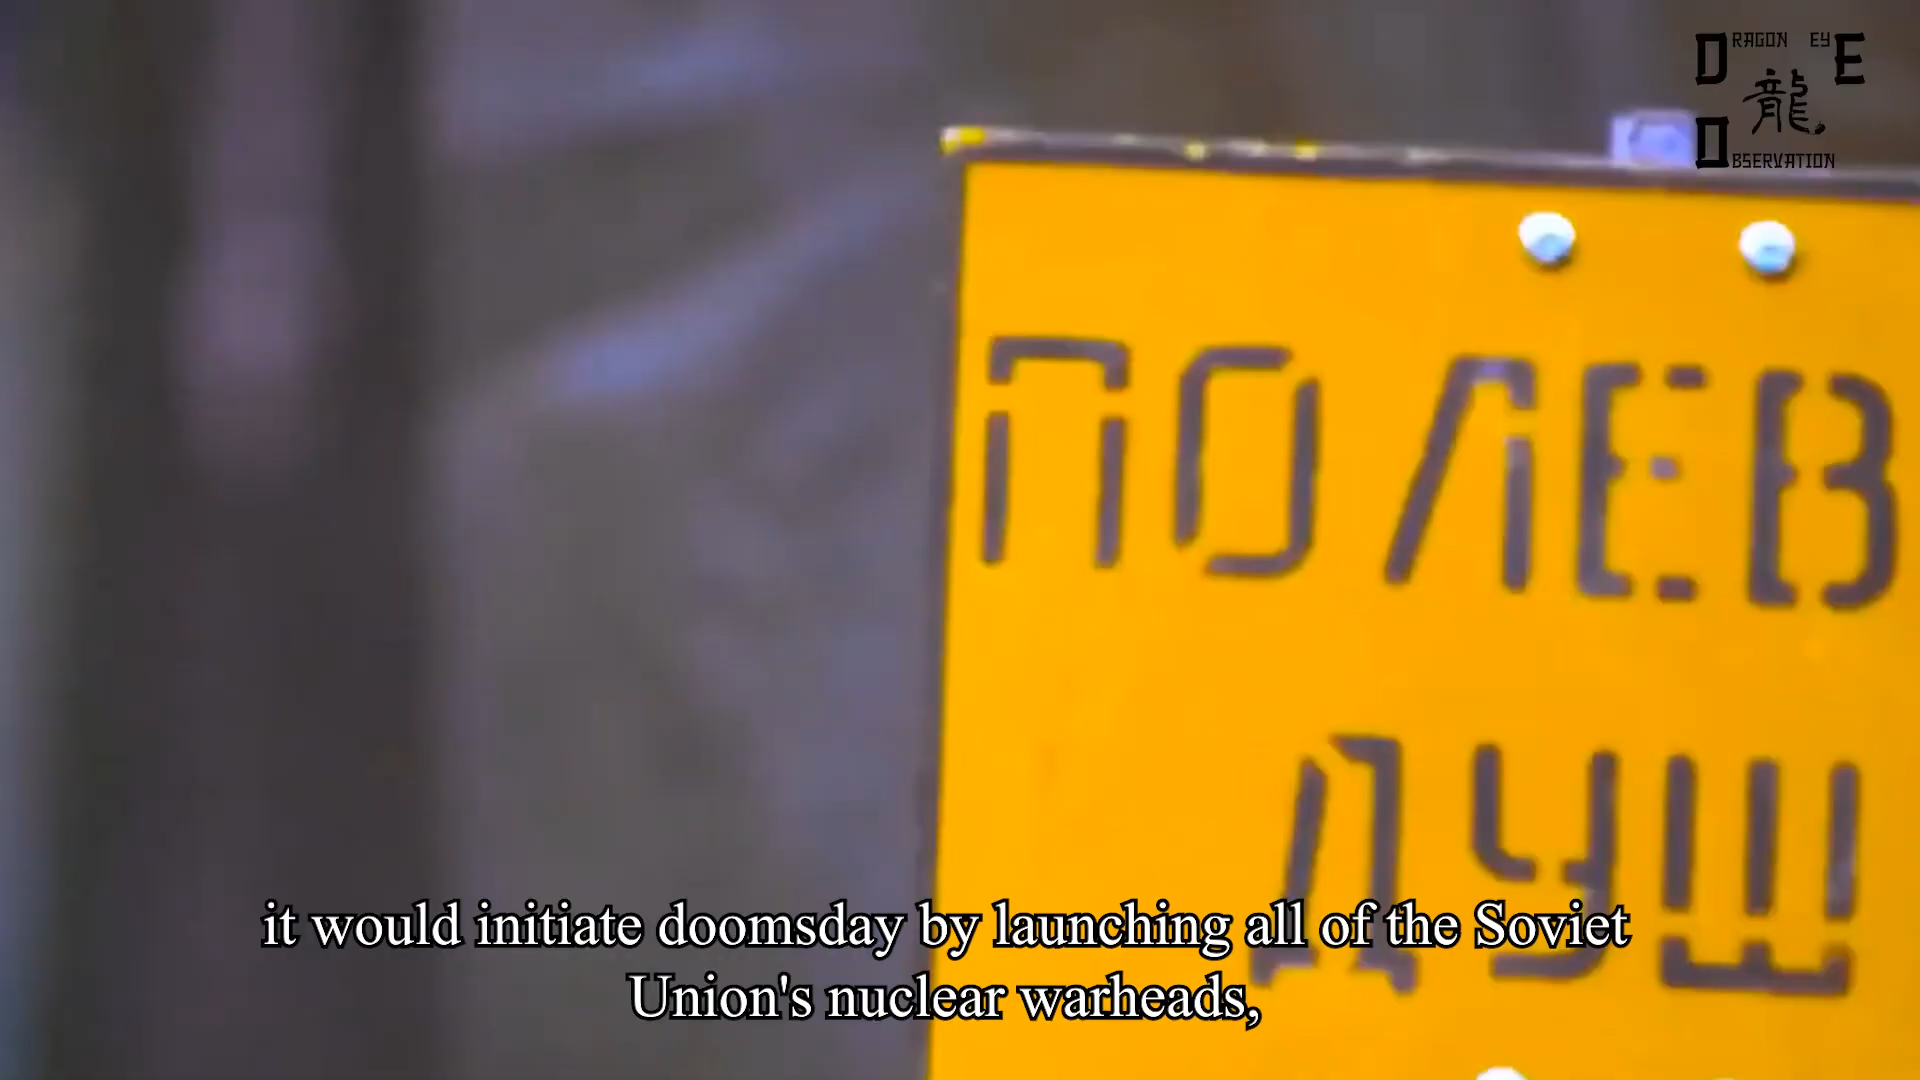 DRAGON EYE
龍
OBSERVATION
ПОЛЕВ
ДУШ
it would initiate doomsday by launching all of the Soviet
Union's nuclear warheads,